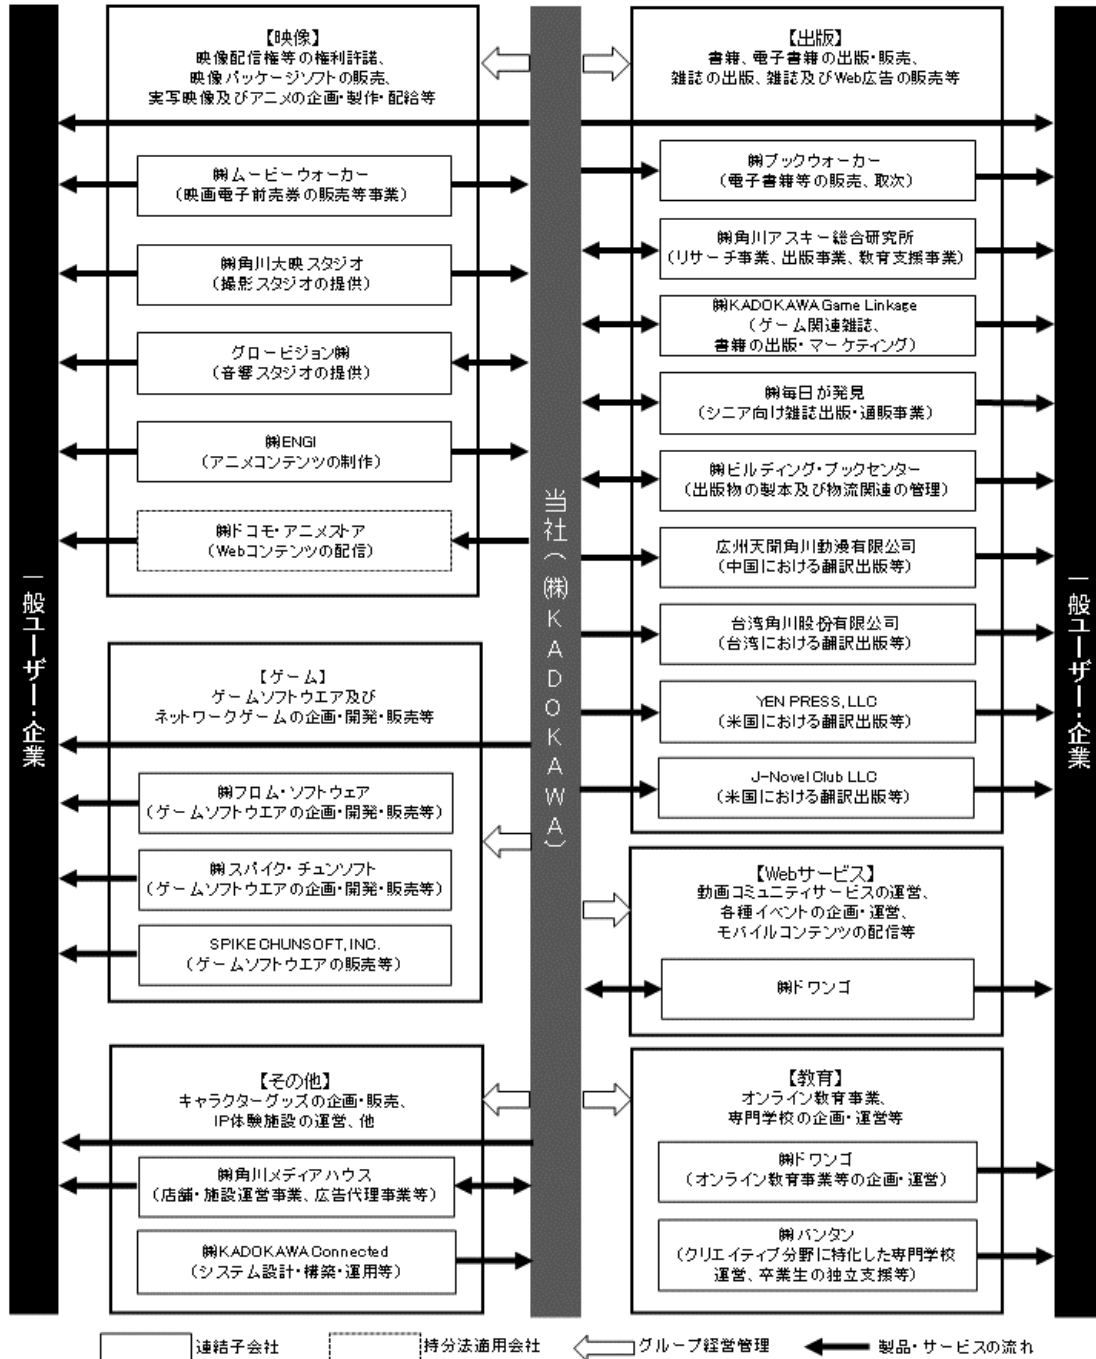 【映像】
映像配信権等の権利許諾、
映像パッケージソフトの販売、
実写映像及びアニメの企画・製作・配給等
㈱ムービーウォーカー
(映画電子前売券の販売等事業)
㈱角川大映スタジオ
(撮影スタジオの提供)
グロービジョン㈱
(音響スタジオの提供)
㈱ENGI
(アニメコンテンツの制作)
㈱ドコモ・アニメストア
(Webコンテンツの配信)
【ゲーム】
ゲームソフトウエア及び
ネットワークゲームの企画・開発・販売等
㈱フロム・ソフトウェア
(ゲームソフトウエアの企画・開発・販売等)
㈱スパイク・チュンソフト
(ゲームソフトウエアの企画・開発・販売等)
SPIKE CHUNSOFT, INC.
(ゲームソフトウエアの販売等)
【その他】
キャラクターグッズの企画・販売、
IP体験施設の運営、他
㈱角川メディアハウス
(店舗・施設運営事業、広告代理事業等)
㈱KADOKAWA Connected
(システム設計・構築・運用等)
一般ユーザー・企業
当社(㈱KADOKAWA)
【出版】
書籍、電子書籍の出版・販売、
雑誌の出版、雑誌及びWeb広告の販売等
㈱ブックウォーカー
(電子書籍等の販売、取次)
㈱角川アスキー総合研究所
(リサーチ事業、出版事業、教育支援事業)
㈱KADOKAWA Game Linkage
(ゲーム関連雑誌、
書籍の出版・マーケティング)
㈱毎日が発見
(シニア向け雑誌出版・通販事業)
㈱ビルディング・ブックセンター
(出版物の製本及び物流関連の管理)
広州天聞角川動漫有限公司
(中国における翻訳出版等)
台湾角川股份有限公司
(台湾における翻訳出版等)
YEN PRESS, LLC
(米国における翻訳出版等)
J-Novel Club LLC
(米国における翻訳出版等)
【Webサービス】
動画コミュニティサービスの運営、
各種イベントの企画・運営、
モバイルコンテンツの配信等
㈱ドワンゴ
【教育】
オンライン教育事業、
専門学校の企画・運営等
㈱ドワンゴ
(オンライン教育事業等の企画・運営)
㈱バンタン
(クリエイティブ分野に特化した専門学校
運営、卒業生の独立支援等)
一般ユーザー・企業
連結子会社
持分法適用会社
グループ経営管理
製品・サービスの流れ